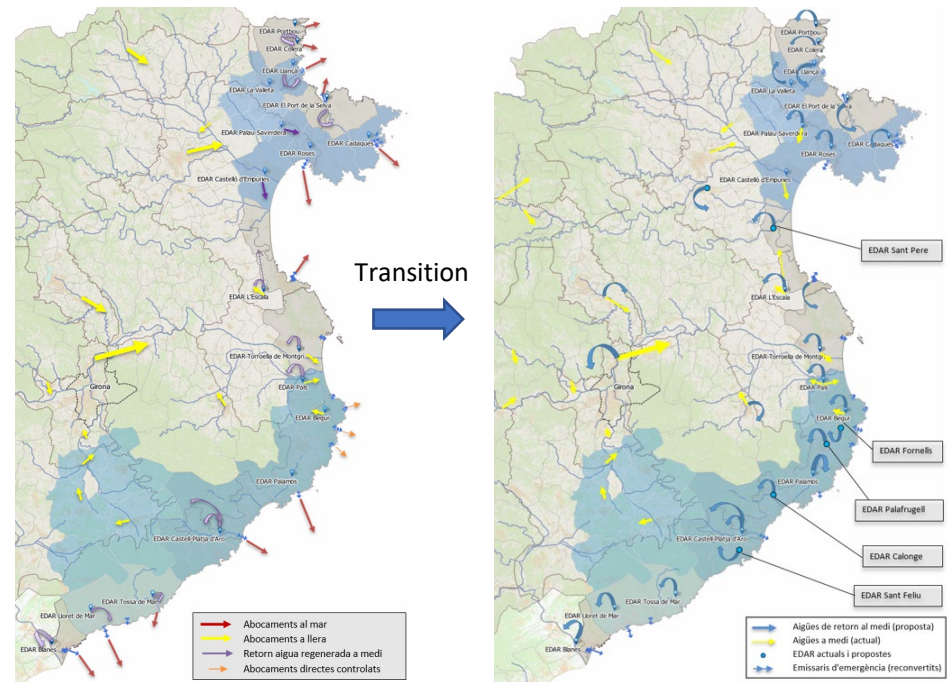 EDAR Portbou
EDAR Colera
EDAR Llançà
EDAR La Valleta
EDAR El Port de la Selva
EDAR Palau-Saverdera
EDAR Cadaqués
EDAR Roses
EDAR Castelló d'Empuries
EDAR L'Escala
EDAR-Torroella de Montgrí
EDAR Pals
Girona
EDAR Begur
EDAR Palamós
EDAR Castell-Platja d'Aro
EDAR Tossa de Mar
EDAR Lloret de Mar
EDAR Blanes
Abocaments al mar
Abocaments a llera
Retorn aigua regenerada a medi
Abocaments directes controlats
Transition
EDAR Portbou
EDAR Colera
EDAR Llançà
EDAR La Valleta
EDAR El Port de la Selva
EDAR Palau-Saverdera
EDAR Cadaqués
EDAR Roses
EDAR Castelló d'Empuries
EDAR Sant Pere
EDAR L'Escala
EDAR-Torroella de Montgrí
EDAR Pals
Girona
EDAR Begur
EDAR Fornells
EDAR Palamós
EDAR Palafrugell
EDAR Castell-Platja d'Aro
EDAR Calonge
EDAR Sant Feliu
EDAR Tossa de Mar
EDAR Lloret de Mar
EDAR Blanes
Aigües de retorn al medi (proposta)
Aigües a medi (actual)
EDAR actuals i propostes
Emissaris d'emergència (reconvertits)